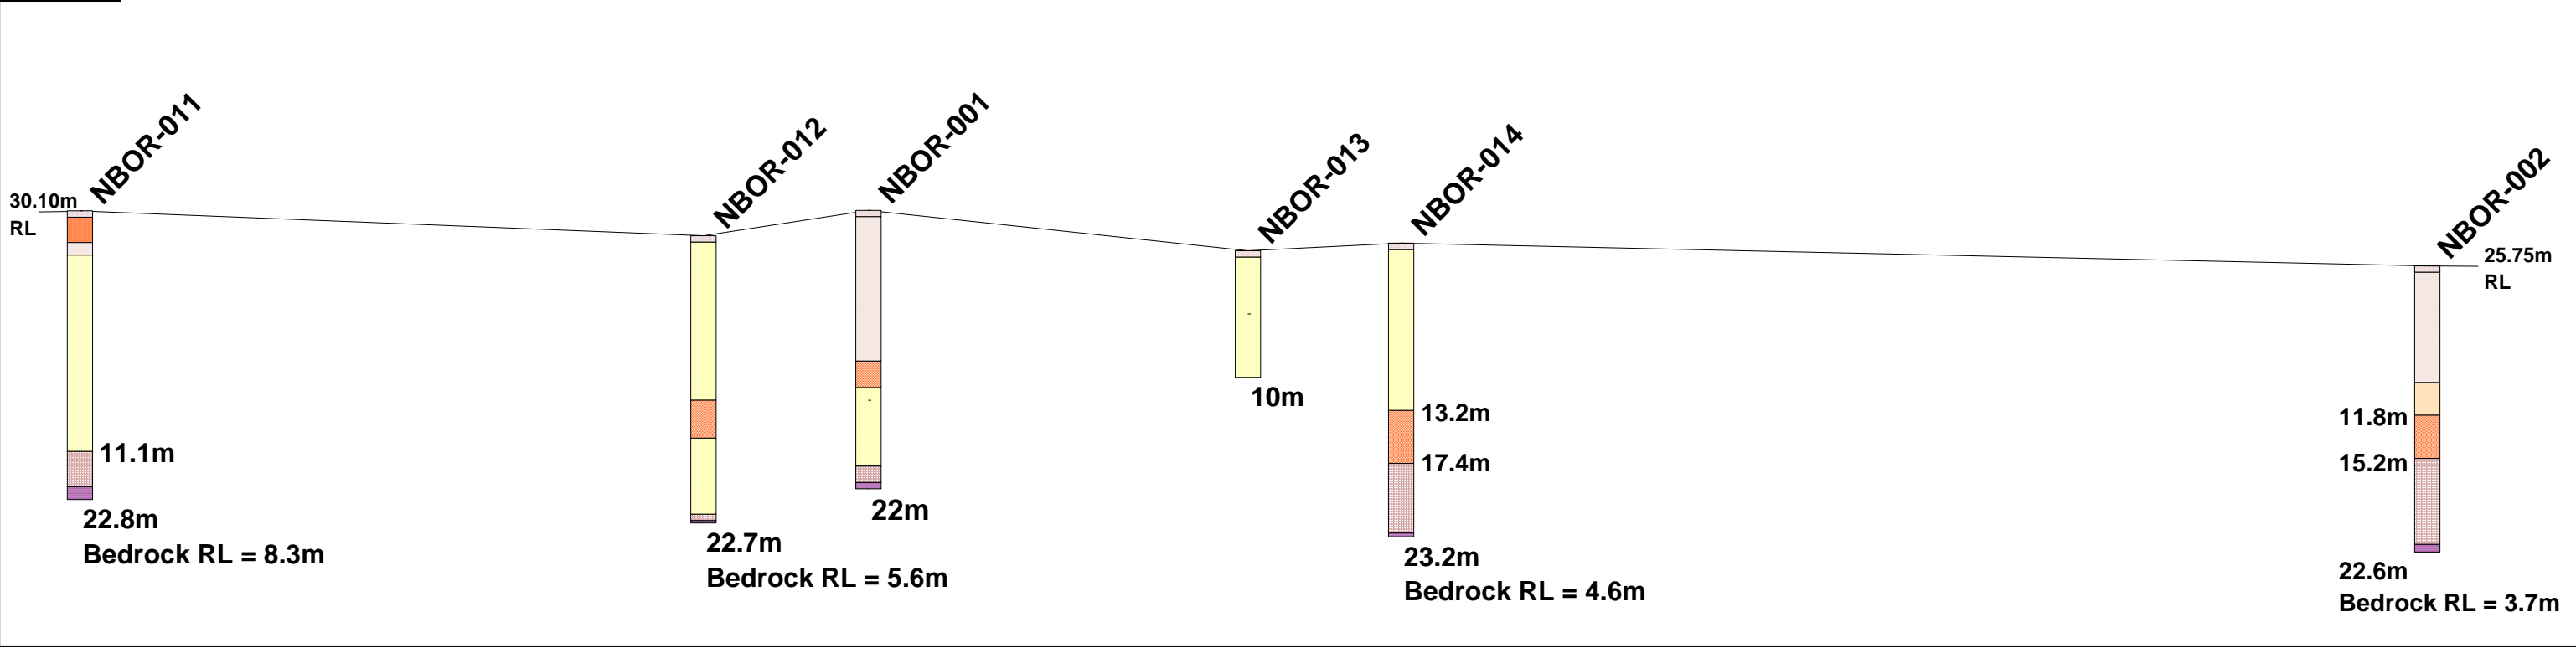 NBOR-011
NBOR-012
NBOR-001
NBOR-013
NBOR-014
NBOR-002
30.10m
RL
25.75m
RL
11.1m
22.8m
Bedrock RL = 8.3m
22.7m
Bedrock RL = 5.6m
22m
10m
13.2m
17.4m
23.2m
Bedrock RL = 4.6m
11.8m
15.2m
22.6m
Bedrock RL = 3.7m